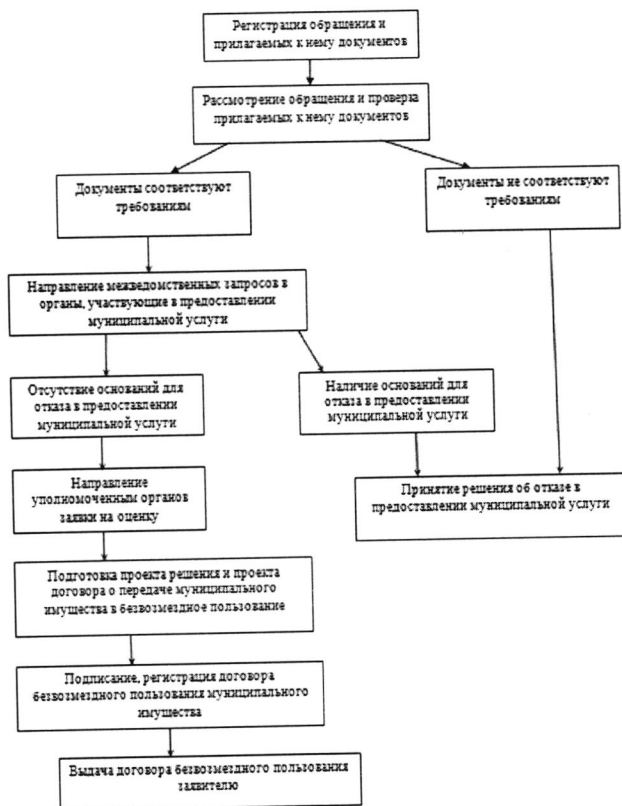 Регистрация обращения и
прилагаемых к нему документов
Рассмотрение обращения и проверка
прилагаемых к нему документов
Документы соответствуют
требованиям
Документы не соответствуют
требованиям
Направление межведомственных запросов в
органы, участвующие в предоставлении
муниципальной услуги
Отсутствие оснований для
отказа в предоставлении
муниципальной услуги
Наличие оснований для
отказа в предоставлении
муниципальной услуги
Направление
уполномоченным органов
заявки на оценку
Принятие решения об отказе в
предоставлении муниципальной услуги
Подготовка проекта решения и проекта
договора о передаче муниципального
имущества в безвозмездное пользование
Подписание, регистрация договора
безвозмездного пользования муниципального
имущества
Выдача договора безвозмездного пользования
заявителю